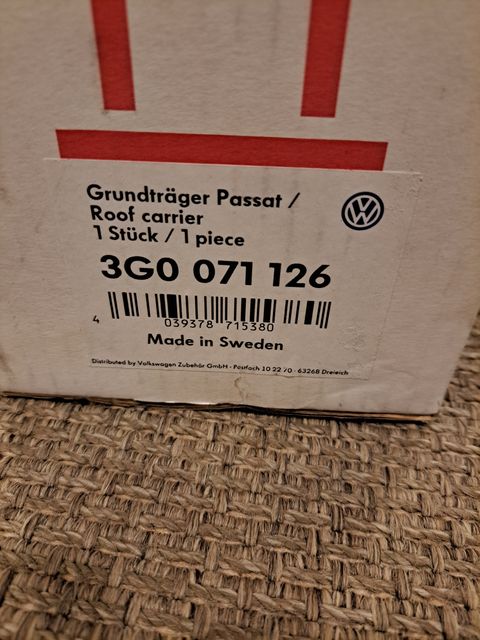 Grundträger Passat /
Roof carrier
1 Stück / 1 piece
3G0 071 126
4 039378 715380
Made in Sweden
Distributed by Volkswagen Zubehör GmbH · Postfach 10 22 70 · 63268 Dreieich